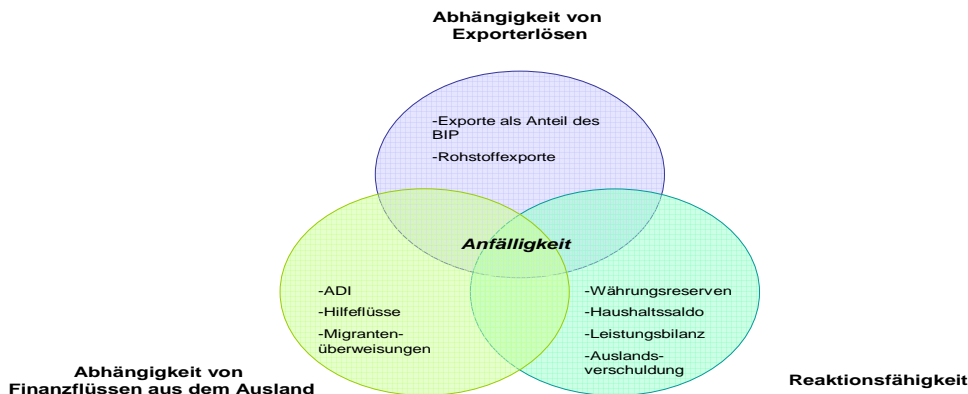 Abhängigkeit von
Exporterlösen
-Exporte als Anteil des
BIP
-Rohstoffexporte
Anfälligkeit
-ADI
-Hilfeflüsse
-Migranten-
überweisungen
-Währungsreserven
-Haushaltssaldo
-Leistungsbilanz
-Auslands-
verschuldung
Abhängigkeit von
Finanzflüssen aus dem Ausland
Reaktionsfähigkeit